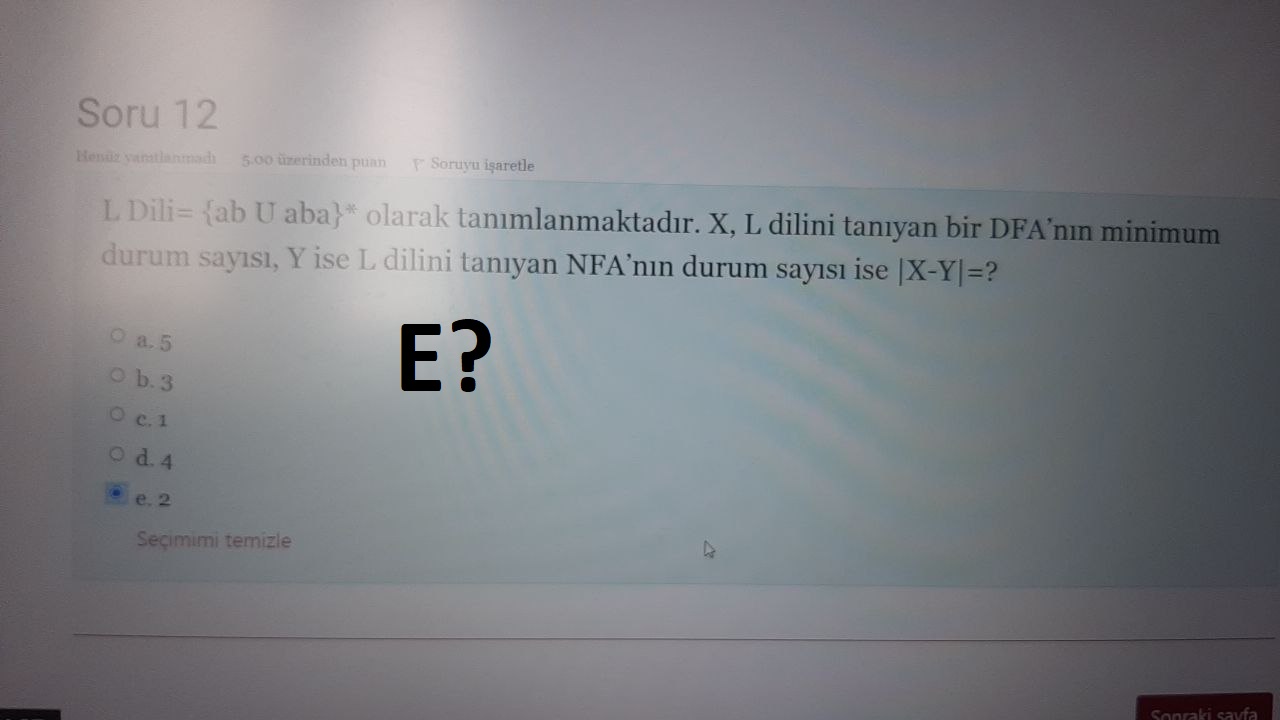 Soru 12
Henüz yanıtlanmadı 5.00 üzerinden puan Soruyu işaretle
L Dili= {ab U aba}* olarak tanımlanmaktadır. X, L dilini tanıyan bir DFA'nın minimum
durum sayısı, Y ise L dilini tanıyan NFA'nın durum sayısı ise |X-Y|=?
E?
a. 5
b. 3
c. 1
d. 4
e. 2
Seçimimi temizle
Sonraki sayfa